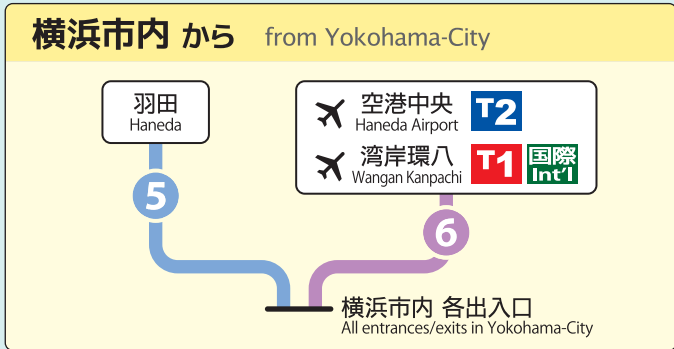 横浜市内 から from Yokohama-City
羽田
Haneda
空港中央 T2
Haneda Airport
湾岸環八 T1 国際
Wangan Kanpachi Int'l
5
6
横浜市内 各出入口
All entrances/exits in Yokohama-City